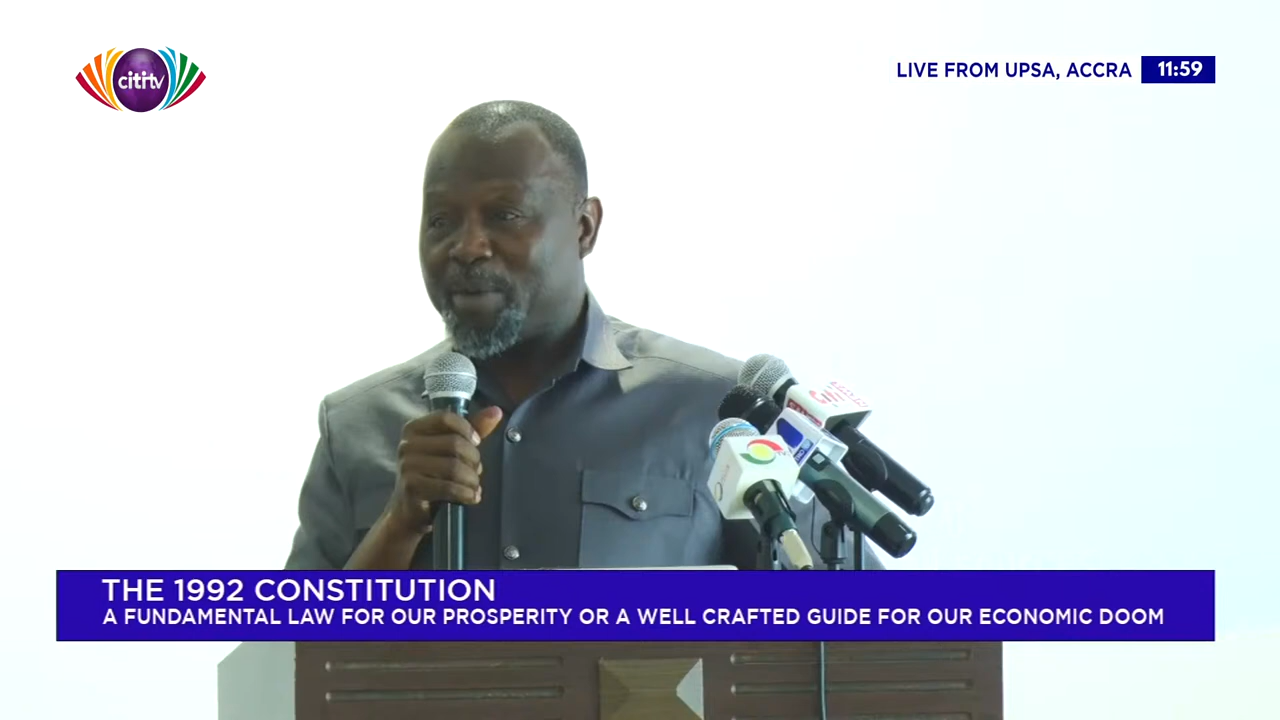 cititv
LIVE FROM UPSA, ACCRA 11:59
THE 1992 CONSTITUTION
A FUNDAMENTAL LAW FOR OUR PROSPERITY OR A WELL CRAFTED GUIDE FOR OUR ECONOMIC DOOM